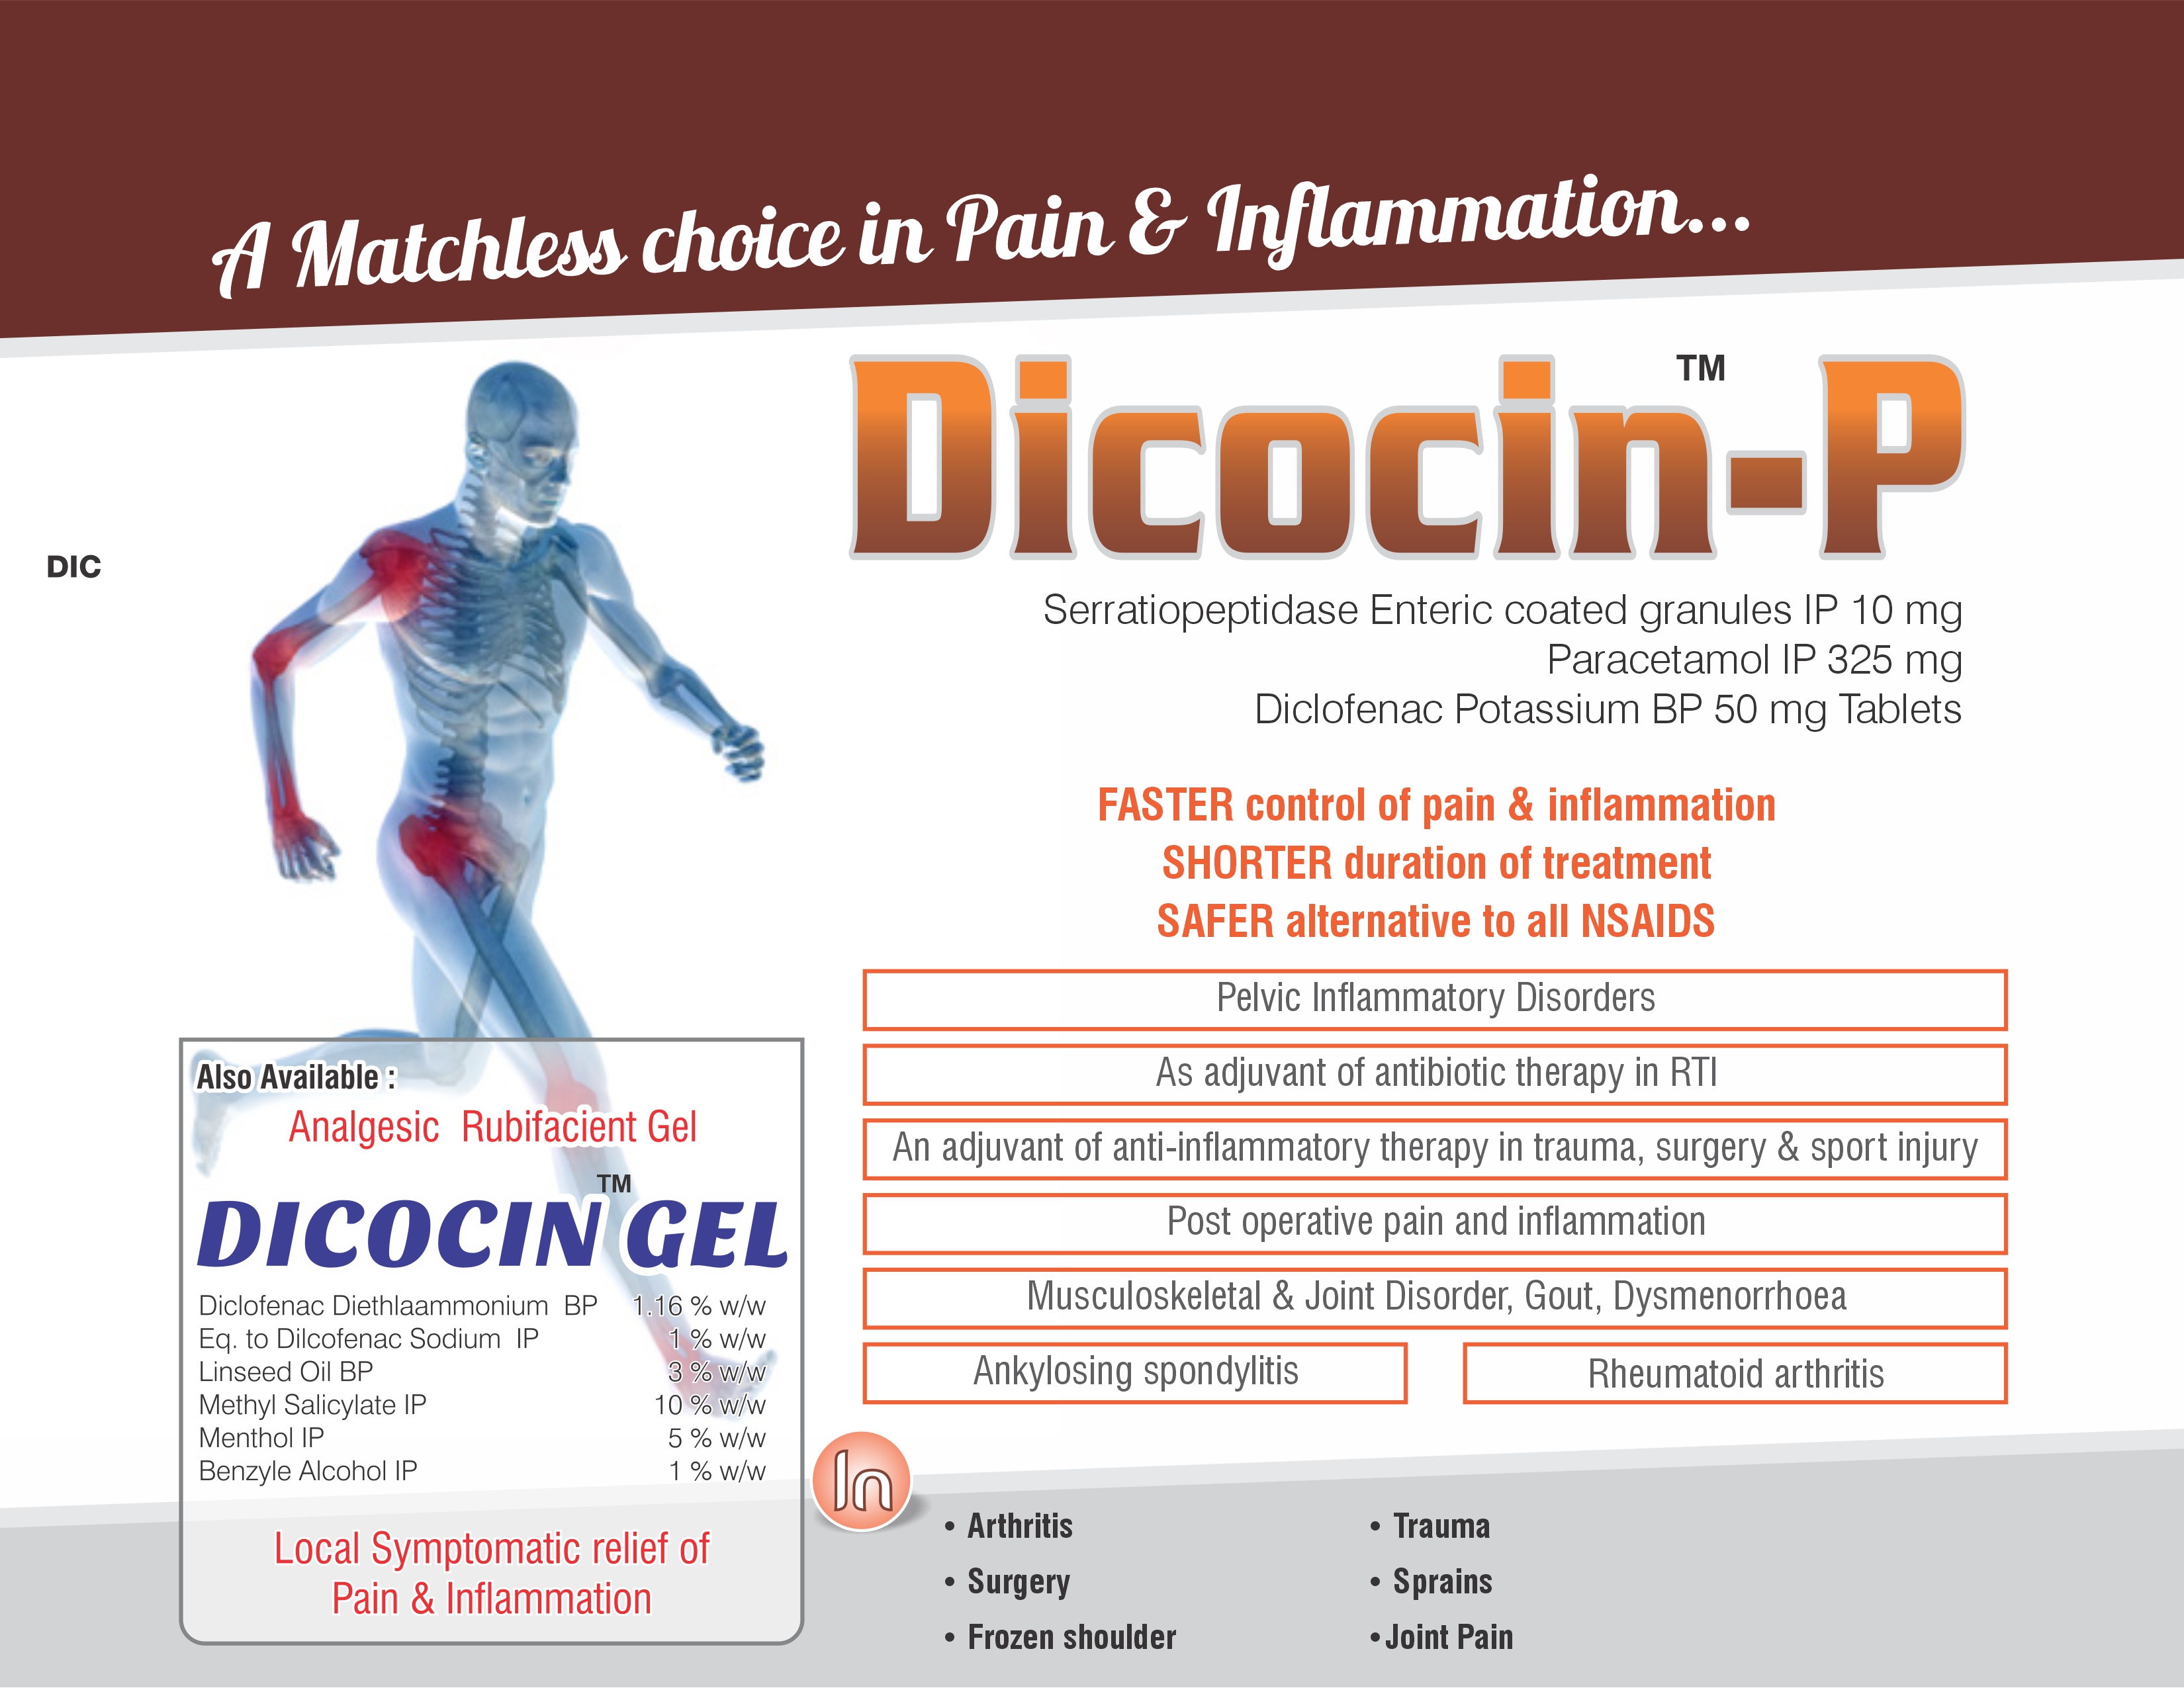 A Matchless choice in Pain & Inflammation...
Dicocin-P
TM
DIC
Serratiopeptidase Enteric coated granules IP 10 mg
Paracetamol IP 325 mg
Diclofenac Potassium BP 50 mg Tablets
FASTER control of pain & inflammation
SHORTER duration of treatment
SAFER alternative to all NSAIDS
Pelvic Inflammatory Disorders
As adjuvant of antibiotic therapy in RTI
An adjuvant of anti-inflammatory therapy in trauma, surgery & sport injury
Post operative pain and inflammation
Musculoskeletal & Joint Disorder, Gout, Dysmenorrhoea
Ankylosing spondylitis
Rheumatoid arthritis
Also Available :
Analgesic Rubifacient Gel
DICOCIN GEL
TM
Diclofenac Diethlaammonium BP 1.16 % w/w
Eq. to Dilcofenac Sodium IP 1 % w/w
Linseed Oil BP 3 % w/w
Methyl Salicylate IP 10 % w/w
Menthol IP 5 % w/w
Benzyle Alcohol IP 1 % w/w
Local Symptomatic relief of
Pain & Inflammation
In
• Arthritis
• Surgery
• Frozen shoulder
• Trauma
• Sprains
• Joint Pain